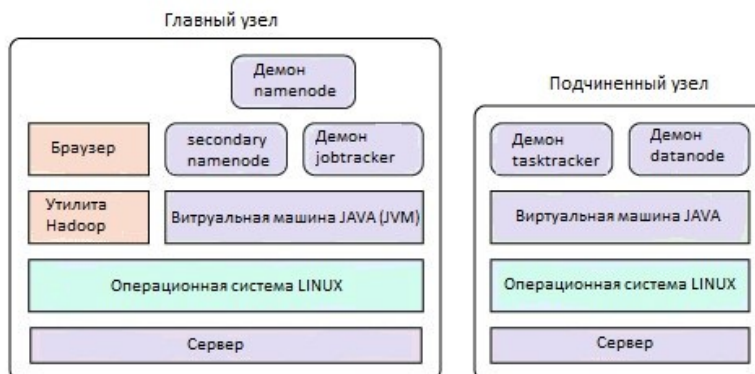 Главный узел
Демон
namenode
Браузер
secondary
namenode
Демон
jobtracker
Утилита
Hadoop
Витруальная машина JAVA (JVM)
Операционная система LINUX
Сервер
Подчиненный узел
Демон
tasktracker
Демон
datanode
Виртуальная машина JAVA
Операционная система LINUX
Сервер